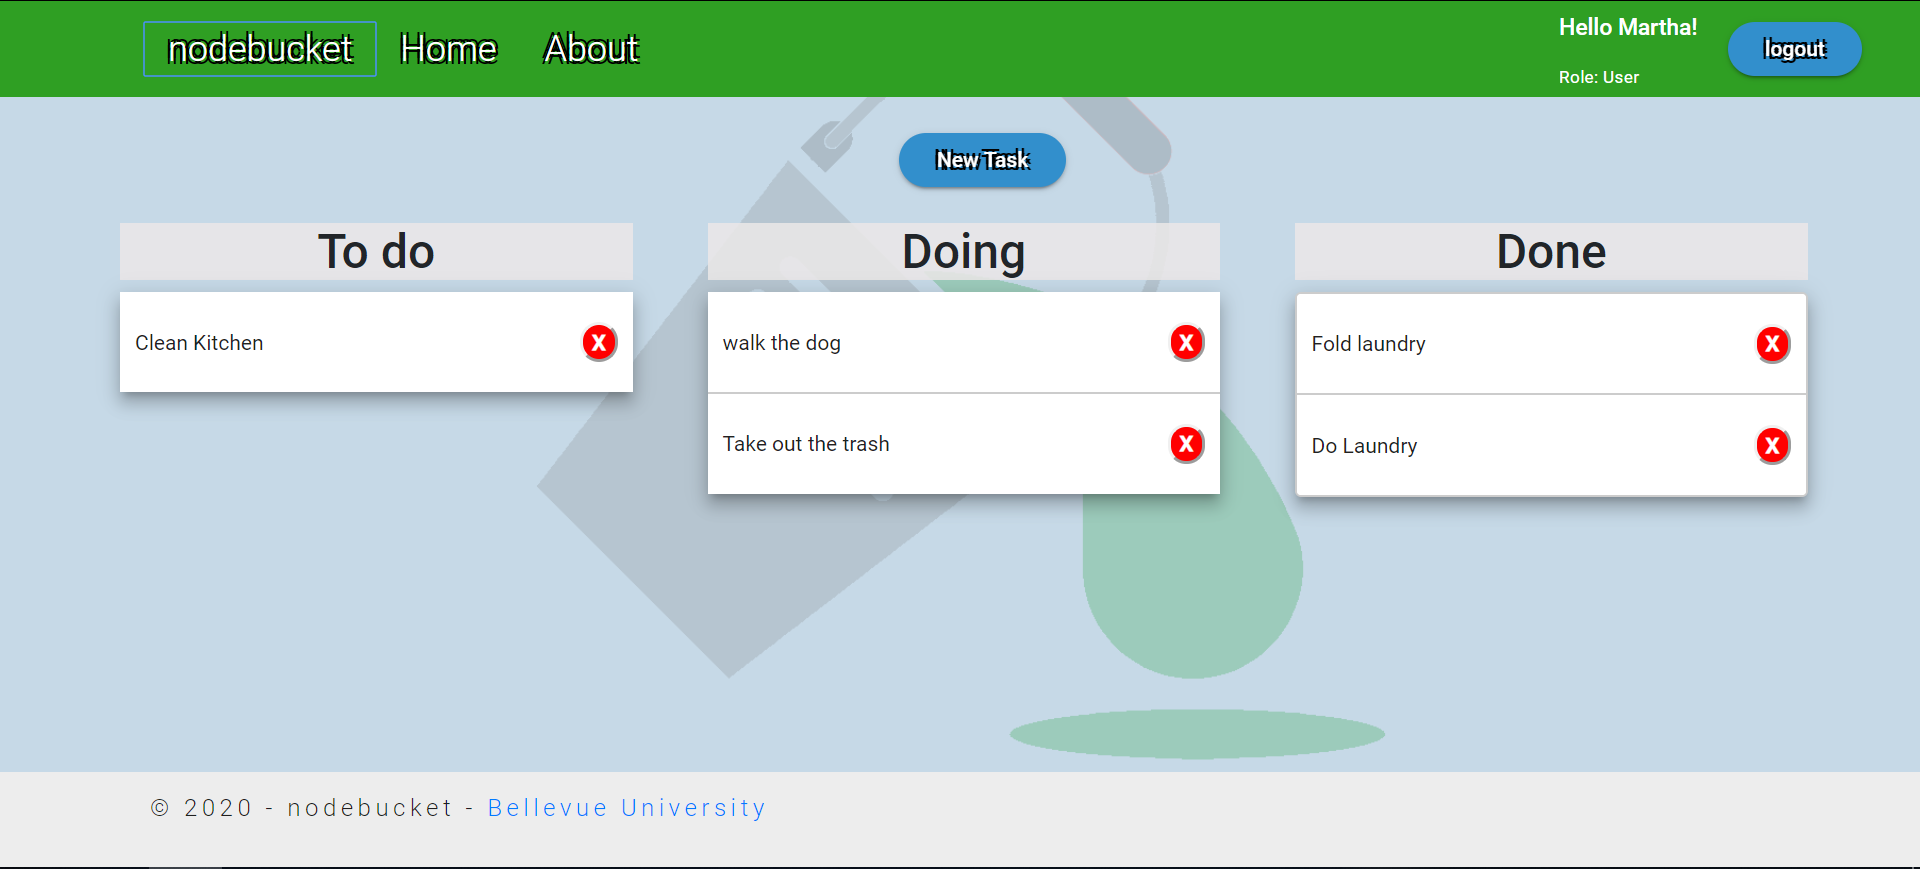 nodebucket Home About
Hello Martha!
Role: User
logout
New Task
To do
Clean Kitchen X
Doing
walk the dog X
Take out the trash X
Done
Fold laundry X
Do Laundry X
© 2020 - nodebucket - Bellevue University